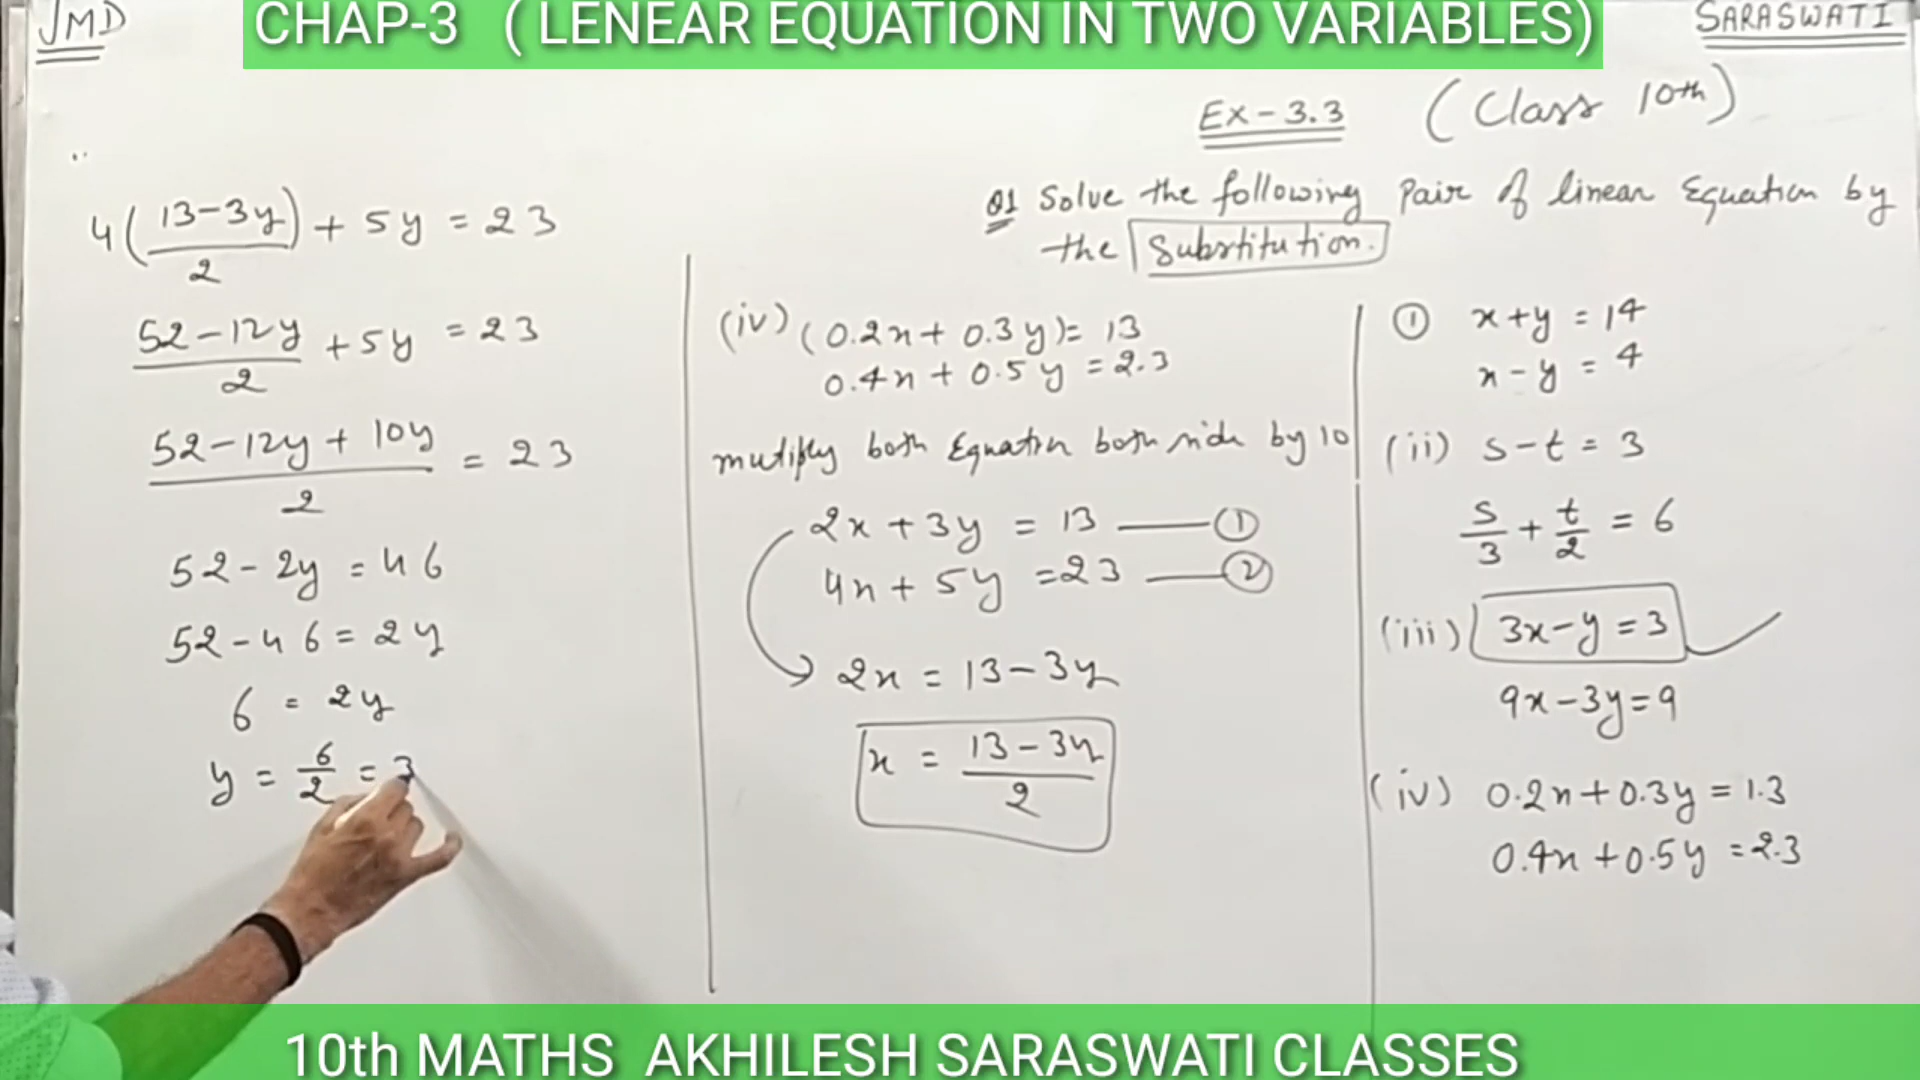 JMD
CHAP-3 ( LENEAR EQUATION IN TWO VARIABLES)
SARASWATI
Ex-3.3 (Class 10th)
Q1 Solve the following Pair of linear Equation by
the Substitution.
4(13-3y)/2 + 5y = 23
52-12y/2 + 5y = 23
52-12y+10y/2 = 23
52-2y = 46
52-46 = 2y
6 = 2y
y = 6/2 = 3
(iv) (0.2x + 0.3y) = 13
0.4x + 0.5y = 2.3
mutiply both Equation both side by 10
2x + 3y = 13 — ①
4x + 5y = 23 — ②
2x = 13-3y
x = 13-3y/2
① x+y = 14
x-y = 4
(ii) s-t = 3
s/3 + t/2 = 6
(iii) 3x-y=3
9x-3y=9
(iv) 0.2x+0.3y = 1.3
0.4x+0.5y = 2.3
10th MATHS AKHILESH SARASWATI CLASSES